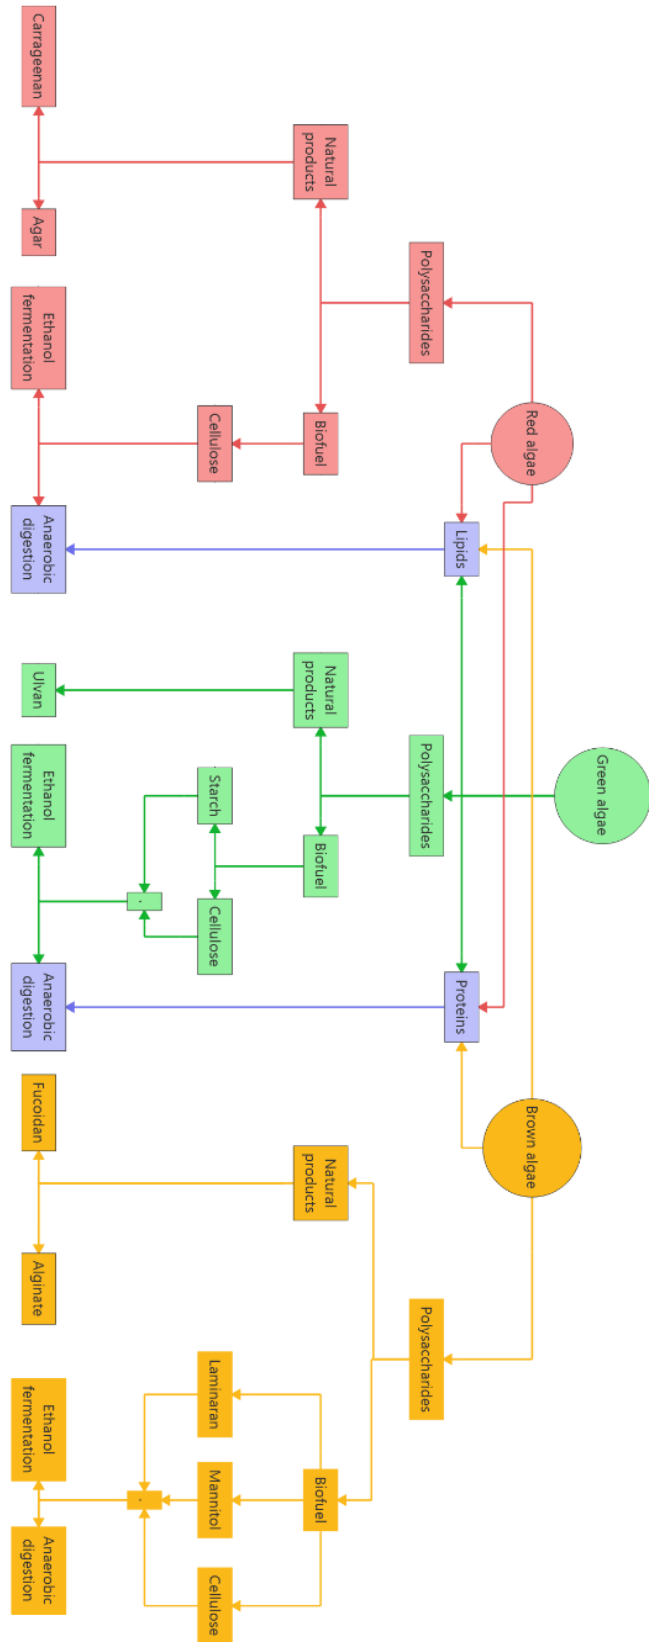 Green algae
Red algae
Brown algae
Lipids
Proteins
Polysaccharides
Polysaccharides
Polysaccharides
Natural
products
Biofuel
Natural
products
Biofuel
Natural
products
Biofuel
Cellulose
Starch
Cellulose
Laminaran
Mannitol
Cellulose
.
.
Carrageenan
Agar
Ethanol
fermentation
Anaerobic
digestion
Ulvan
Ethanol
fermentation
Anaerobic
digestion
Fucoidan
Alginate
Ethanol
fermentation
Anaerobic
digestion